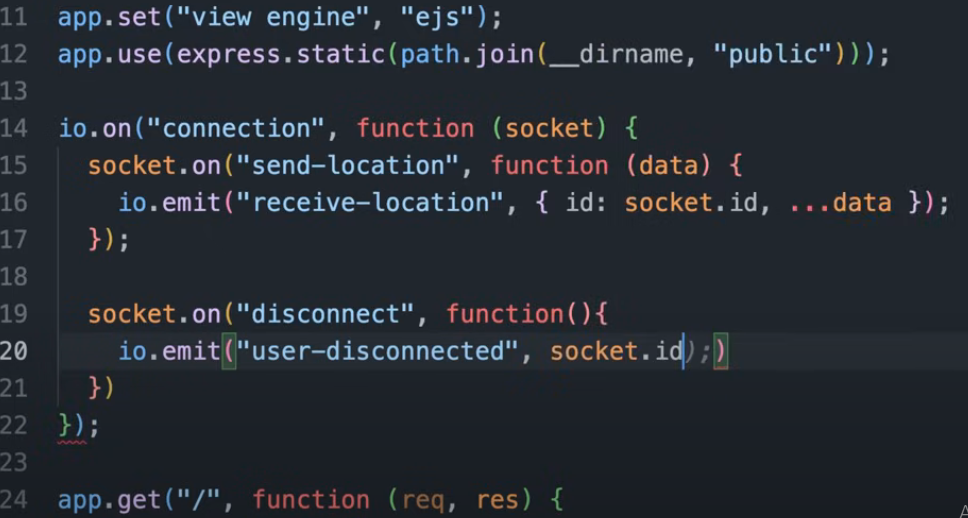 11 app.set("view engine", "ejs");
12 app.use(express.static(path.join(__dirname, "public")));
13
14 io.on("connection", function (socket) {
15   socket.on("send-location", function (data) {
16     io.emit("receive-location", { id: socket.id, ...data });
17   });
18
19   socket.on("disconnect", function(){
20     io.emit("user-disconnected", socket.id);)
21   })
22 });
23
24 app.get("/", function (req, res) {